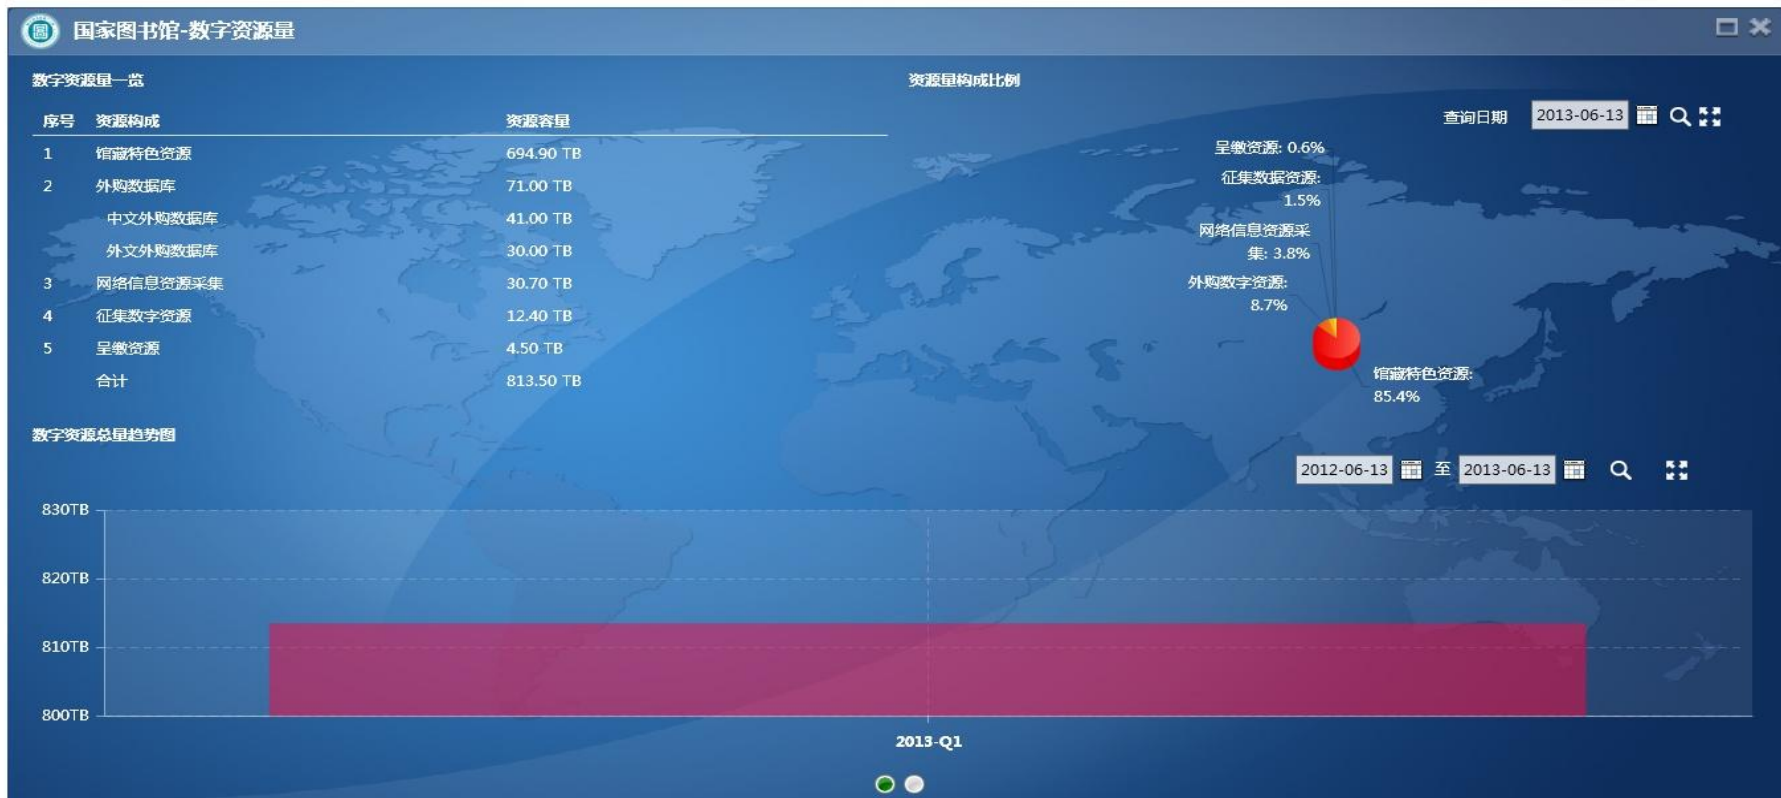 国家图书馆-数字资源量
数字资源量一览
序号 资源构成 资源容量
1 馆藏特色资源 694.90 TB
2 外购数据库 71.00 TB
中文外购数据库 41.00 TB
外文外购数据库 30.00 TB
3 网络信息资源采集 30.70 TB
4 征集数字资源 12.40 TB
5 呈缴资源 4.50 TB
合计 813.50 TB
资源量构成比例
查询日期 2013-06-13
呈缴资源: 0.6%
征集数据资源:
1.5%
网络信息资源采
集: 3.8%
外购数字资源:
8.7%
馆藏特色资源:
85.4%
数字资源总量趋势图
2012-06-13 至 2013-06-13
830TB
820TB
810TB
800TB
2013-Q1